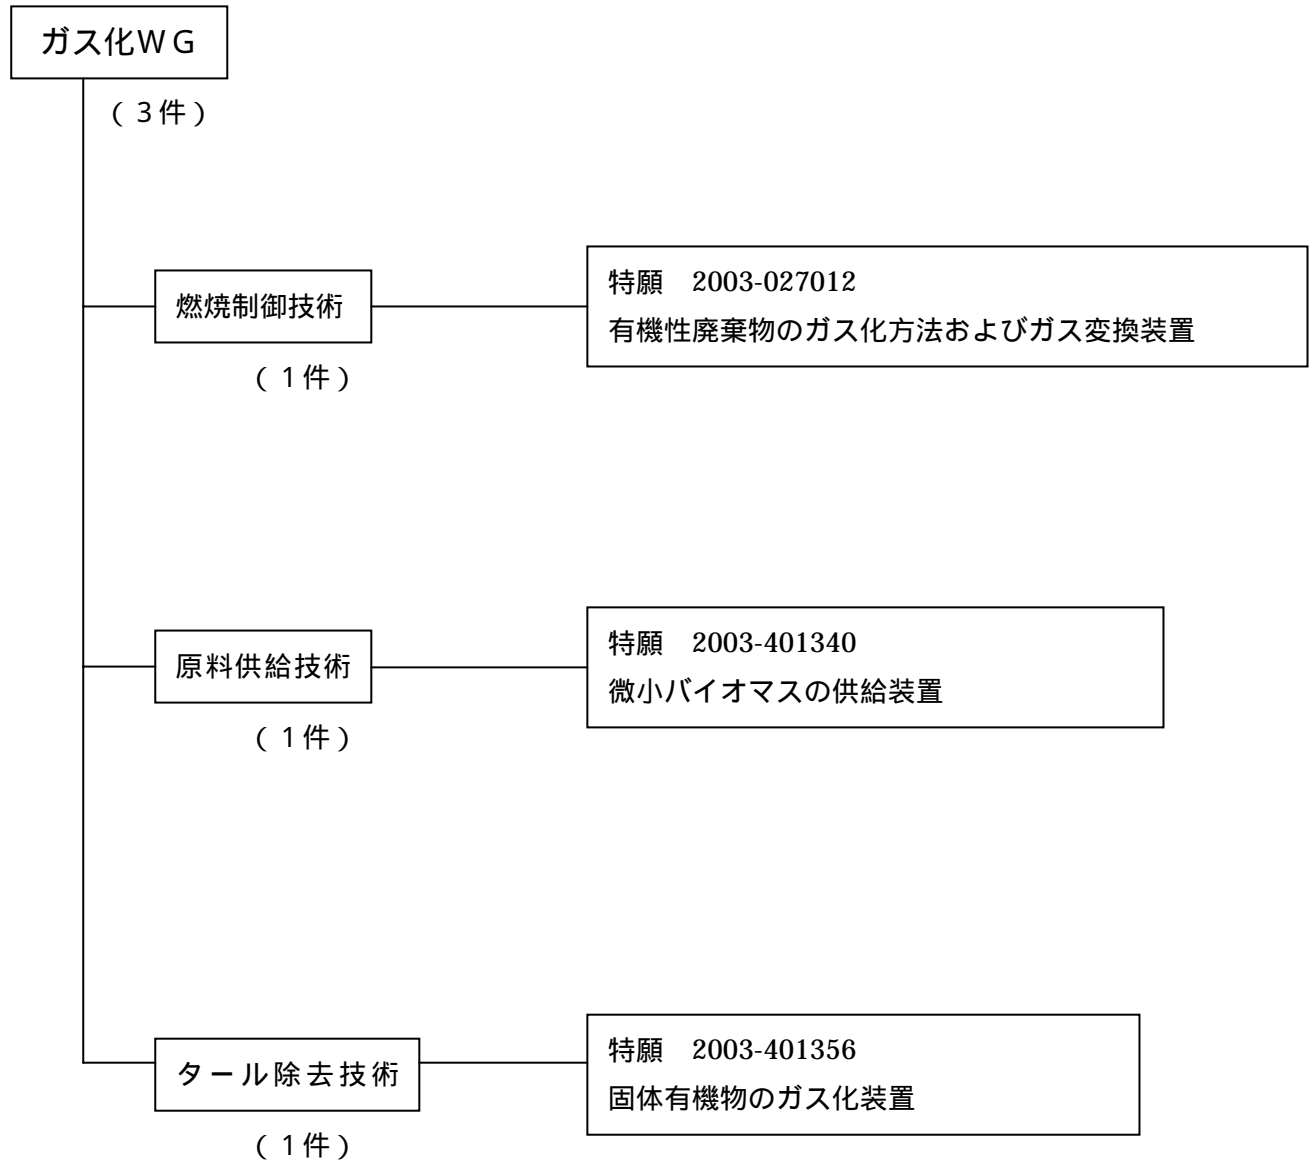 ガス化ＷＧ
（３件）
燃焼制御技術
（１件）
特願　2003-027012
有機性廃棄物のガス化方法およびガス変換装置
原料供給技術
（１件）
特願　2003-401340
微小バイオマスの供給装置
タール除去技術
（１件）
特願　2003-401356
固体有機物のガス化装置